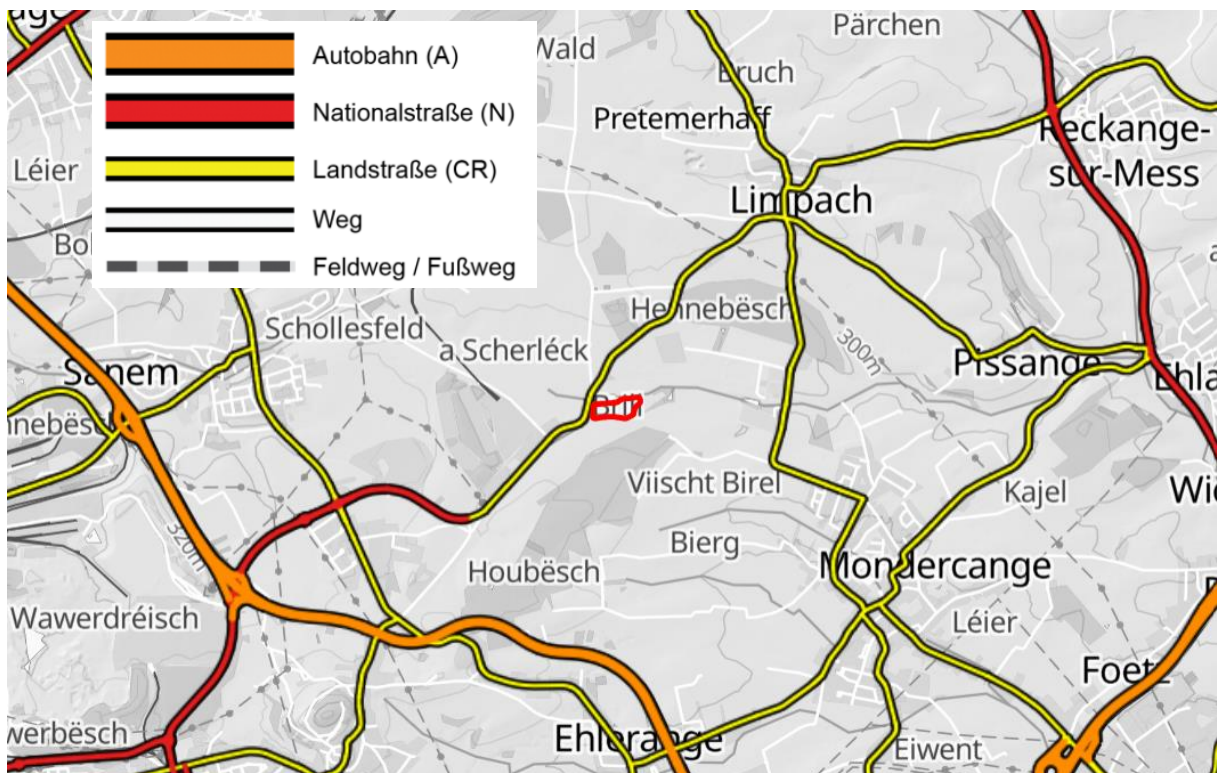 Autobahn (A)
Nationalstraße (N)
Landstraße (CR)
Weg
Feldweg / Fußweg
Wald
Pärchen
Bruch
Pretemerhaff
Reckange-
sur-Mess
Léier
Limpach
Hennebësch
Schollesfeld
300m
a Scherléck
Pissange
Sanem
Viischt Birel
Kajel
320m
Bierg
Houbësch
Mondercange
Wawerdréisch
Léier
Foetz
Ehlerange
Eiwent